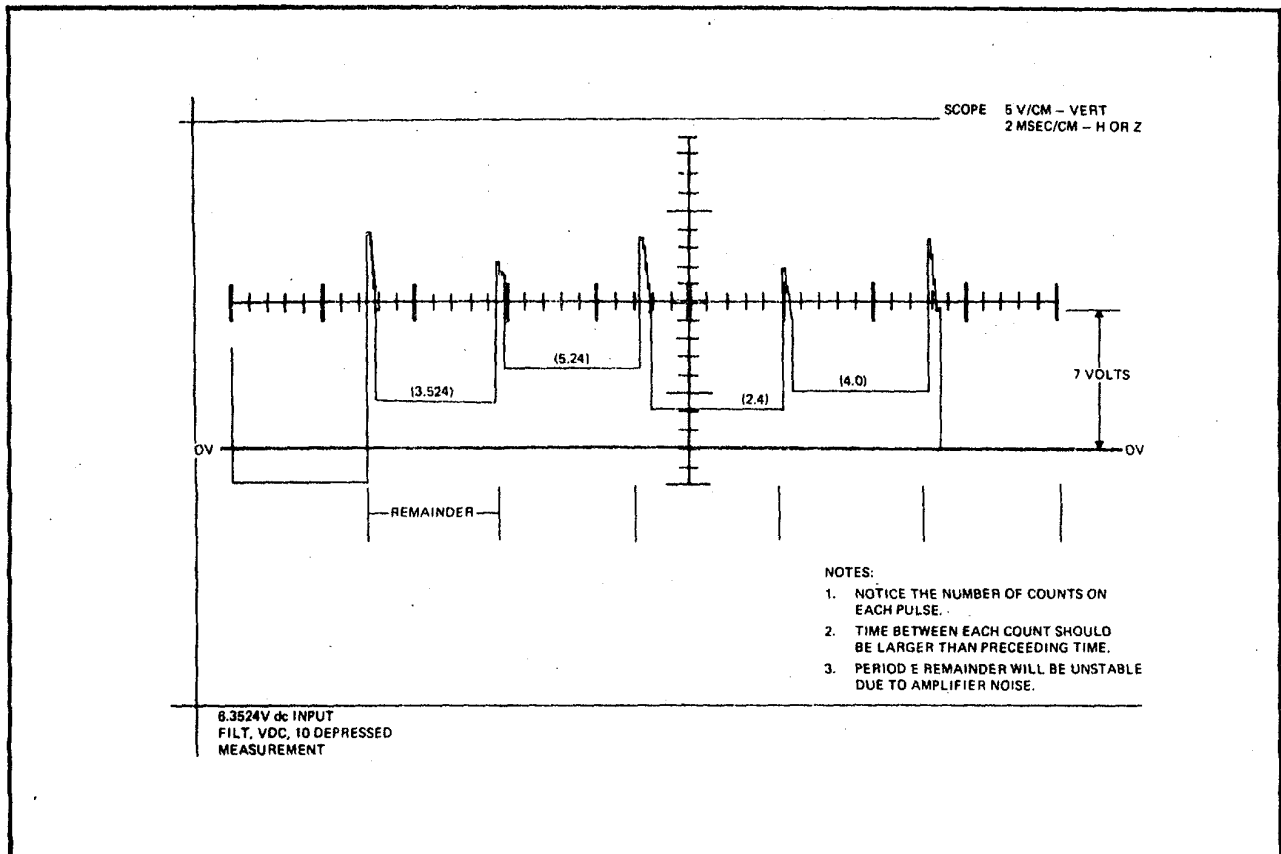 SCOPE 5 V/CM – VERT
2 MSEC/CM – H OR Z
(3.524)
(5.24)
(2.4)
(4.0)
7 VOLTS
0V
0V
REMAINDER
NOTES:
1. NOTICE THE NUMBER OF COUNTS ON
EACH PULSE.
2. TIME BETWEEN EACH COUNT SHOULD
BE LARGER THAN PRECEEDING TIME.
3. PERIOD E REMAINDER WILL BE UNSTABLE
DUE TO AMPLIFIER NOISE.
6.3524V dc INPUT
FILT, VDC, 10 DEPRESSED
MEASUREMENT